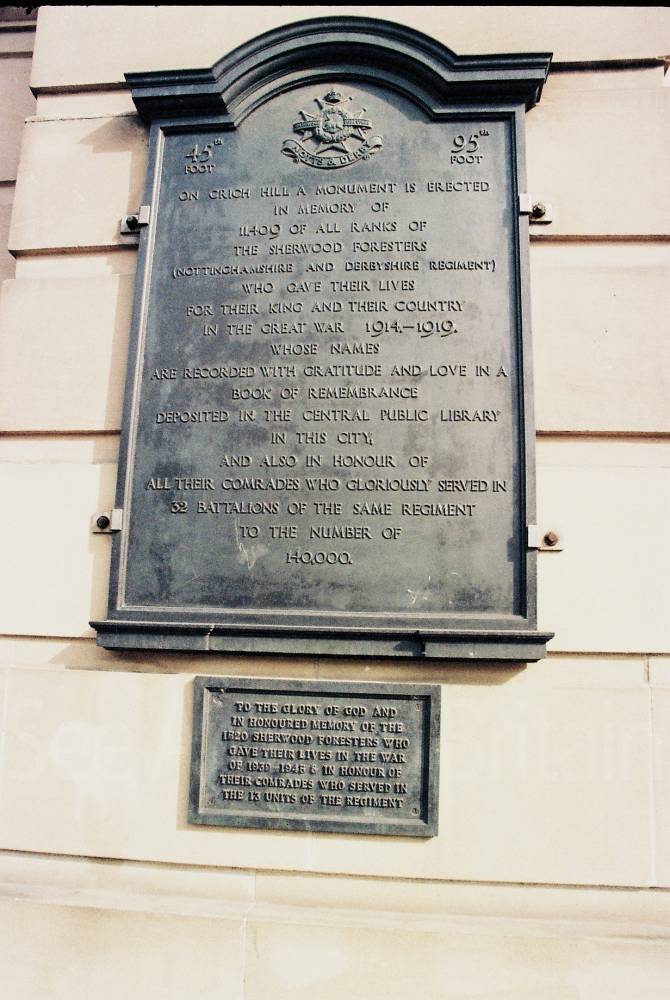 45th FOOT
NOTTS & DERBY
95th FOOT
ON CRICH HILL A MONUMENT IS ERECTED
IN MEMORY OF
11,409 OF ALL RANKS OF
THE SHERWOOD FORESTERS
(NOTTINGHAMSHIRE AND DERBYSHIRE REGIMENT)
WHO GAVE THEIR LIVES
FOR THEIR KING AND THEIR COUNTRY
IN THE GREAT WAR 1914.–1919.
WHOSE NAMES
ARE RECORDED WITH GRATITUDE AND LOVE IN A
BOOK OF REMEMBRANCE
DEPOSITED IN THE CENTRAL PUBLIC LIBRARY
IN THIS CITY,
AND ALSO IN HONOUR OF
ALL THEIR COMRADES WHO GLORIOUSLY SERVED IN
32 BATTALIONS OF THE SAME REGIMENT
TO THE NUMBER OF
140,000.
TO THE GLORY OF GOD AND
IN HONOURED MEMORY OF THE
1520 SHERWOOD FORESTERS WHO
GAVE THEIR LIVES IN THE WAR
OF 1939–1945 & IN HONOUR OF
THEIR COMRADES WHO SERVED IN
THE 13 UNITS OF THE REGIMENT